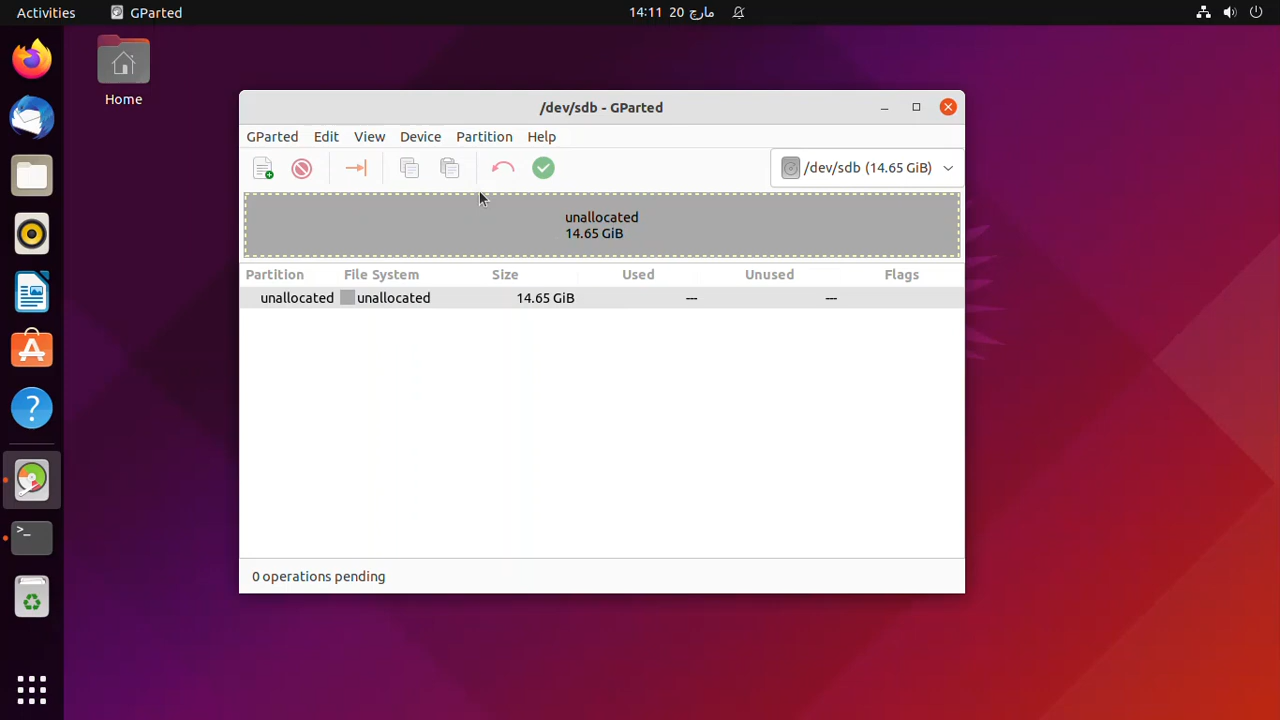 Activities GParted 14:11 20 مارچ
Home
/dev/sdb - GParted
GParted Edit View Device Partition Help
/dev/sdb (14.65 GiB)
unallocated
14.65 GiB
Partition File System Size Used Unused Flags
unallocated unallocated 14.65 GiB --- ---
0 operations pending